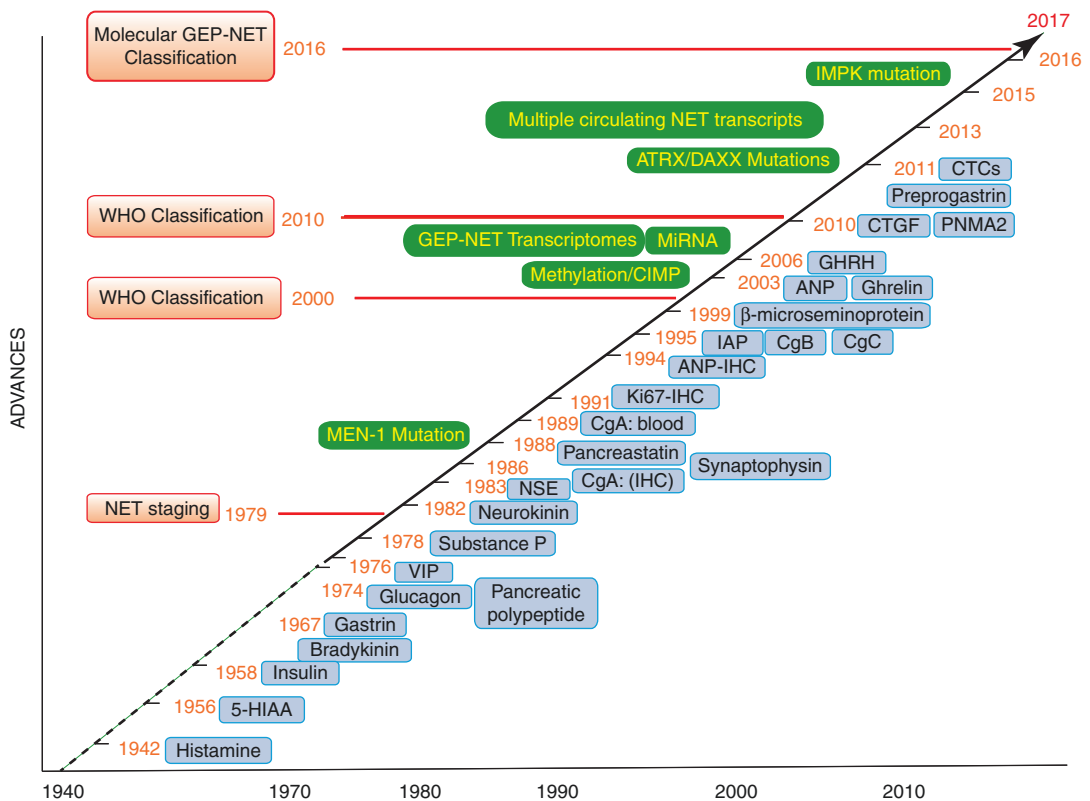 2017
Molecular GEP-NET
Classification
2016
2016
IMPK mutation
2015
Multiple circulating NET transcripts
2013
ATRX/DAXX Mutations
2011
CTCs
Preprogastrin
WHO Classification
2010
2010
CTGF
PNMA2
GEP-NET Transcriptomes
MiRNA
2006
GHRH
Methylation/CIMP
2003
ANP
Ghrelin
WHO Classification
2000
1999
β-microseminoprotein
1995
IAP
CgB
CgC
1994
ANP-IHC
ADVANCES
1991
Ki67-IHC
1989
CgA: blood
MEN-1 Mutation
1988
Pancreastatin
Synaptophysin
1986
CgA: (IHC)
1983
NSE
NET staging
1979
1982
Neurokinin
1978
Substance P
1976
VIP
1974
Glucagon
Pancreatic
polypeptide
1967
Gastrin
Bradykinin
1958
Insulin
1956
5-HIAA
1942
Histamine
1940
1970
1980
1990
2000
2010